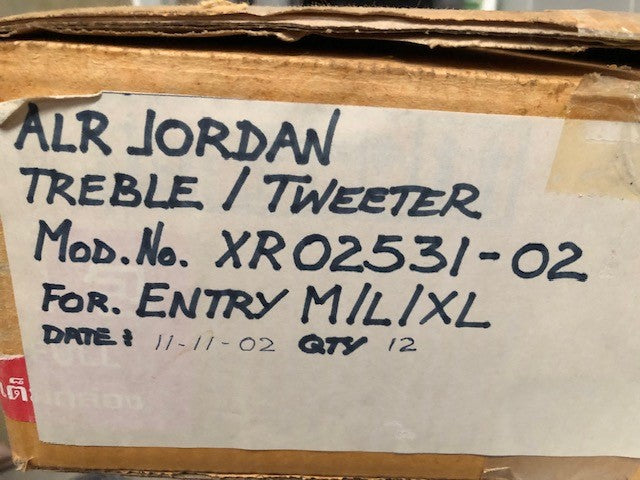 ALR JORDAN
TREBLE / TWEETER
MOD. NO. XR02531-02
FOR. ENTRY M/L/XL
DATE: 11-11-02 QTY 12